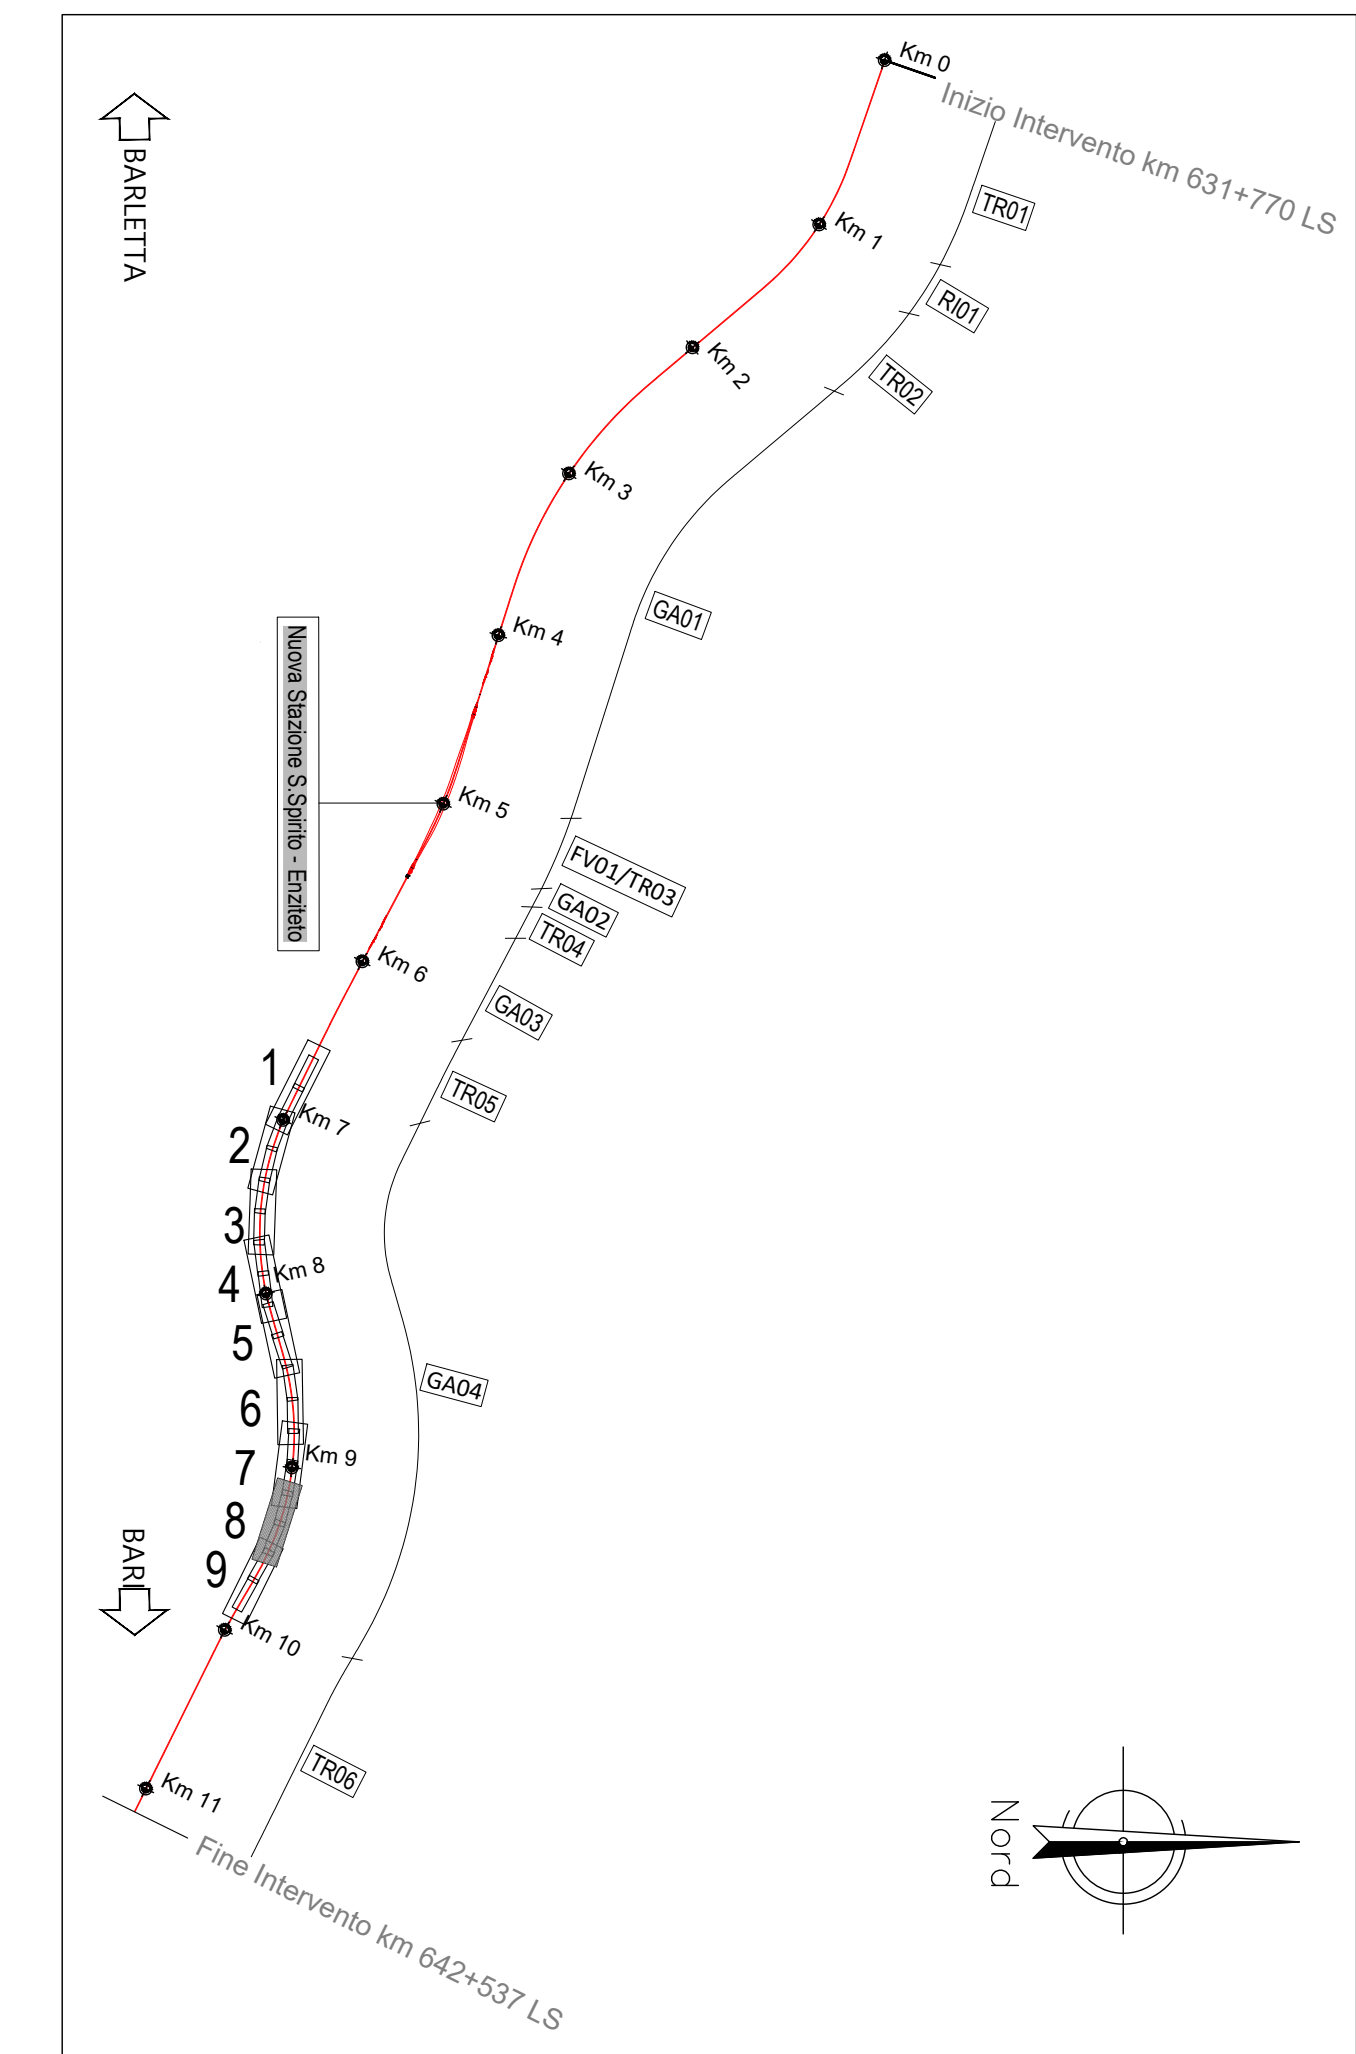 Km 0
Inizio Intervento km 631+770 LS
BARLETTA
TR01
Km 1
RI01
Km 2
TR02
Km 3
GA01
Km 4
Nuova Stazione S.Spirito - Enziteto
Km 5
FV01/TR03
GA02
TR04
Km 6
GA03
1
TR05
Km 7
2
3
Km 8
4
5
GA04
6
Km 9
7
8
BARI
9
Km 10
TR06
Km 11
Fine Intervento km 642+537 LS
Nord